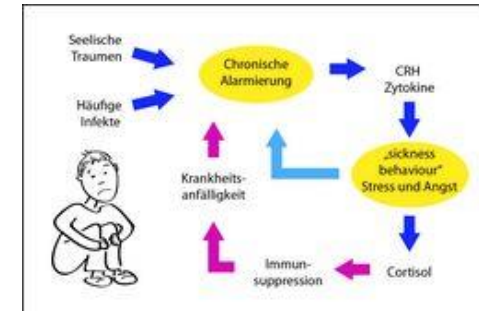 Seelische
Traumen
Häufige
Infekte
Chronische
Alarmierung
CRH
Zytokine
„sickness
behaviour“
Stress und Angst
Cortisol
Immun-
suppression
Krankheits-
anfälligkeit